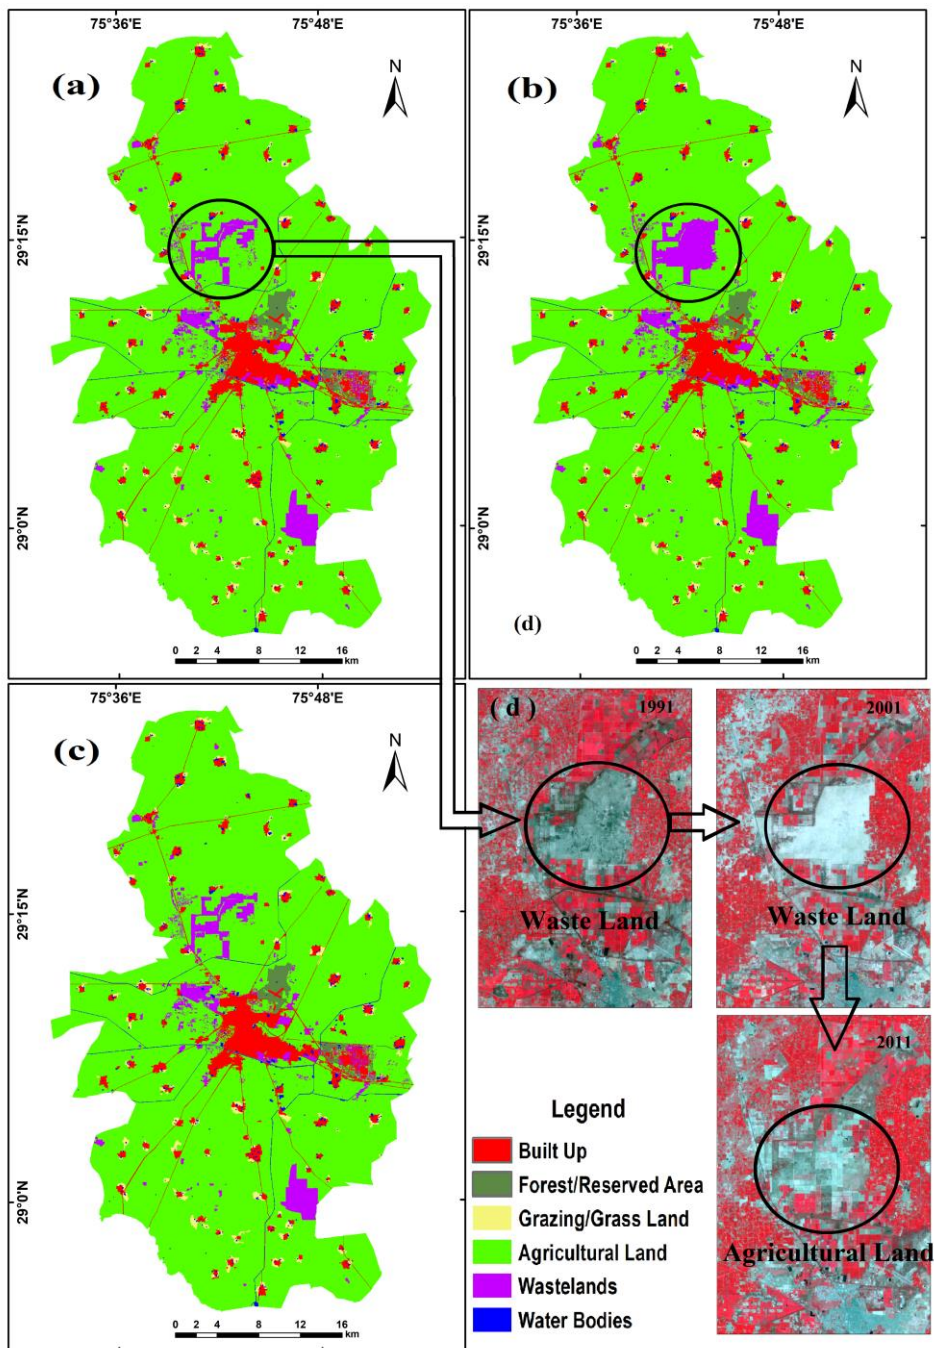 75°36'E 75°48'E
(a)
N
29°15'N
29°0'N
0 2 4 8 12 16
km
75°36'E 75°48'E
(b)
N
29°15'N
29°0'N
(d)
0 2 4 8 12 16
km
75°36'E 75°48'E
(c)
N
29°15'N
29°0'N
0 2 4 8 12 16
km
(d)
1991
Waste Land
2001
Waste Land
2011
Agricultural Land
Legend
Built Up
Forest/Reserved Area
Grazing/Grass Land
Agricultural Land
Wastelands
Water Bodies